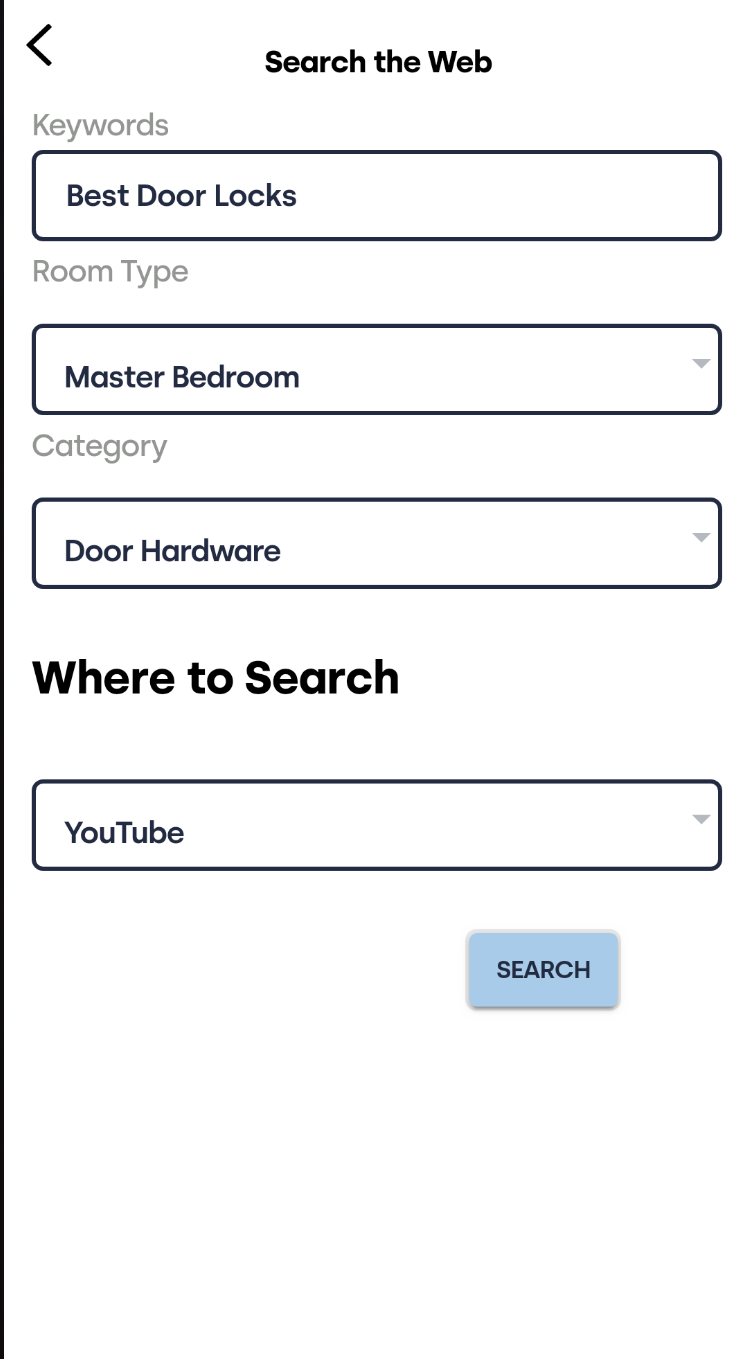 Search the Web
Keywords
Best Door Locks
Room Type
Master Bedroom
Category
Door Hardware
Where to Search
YouTube
SEARCH